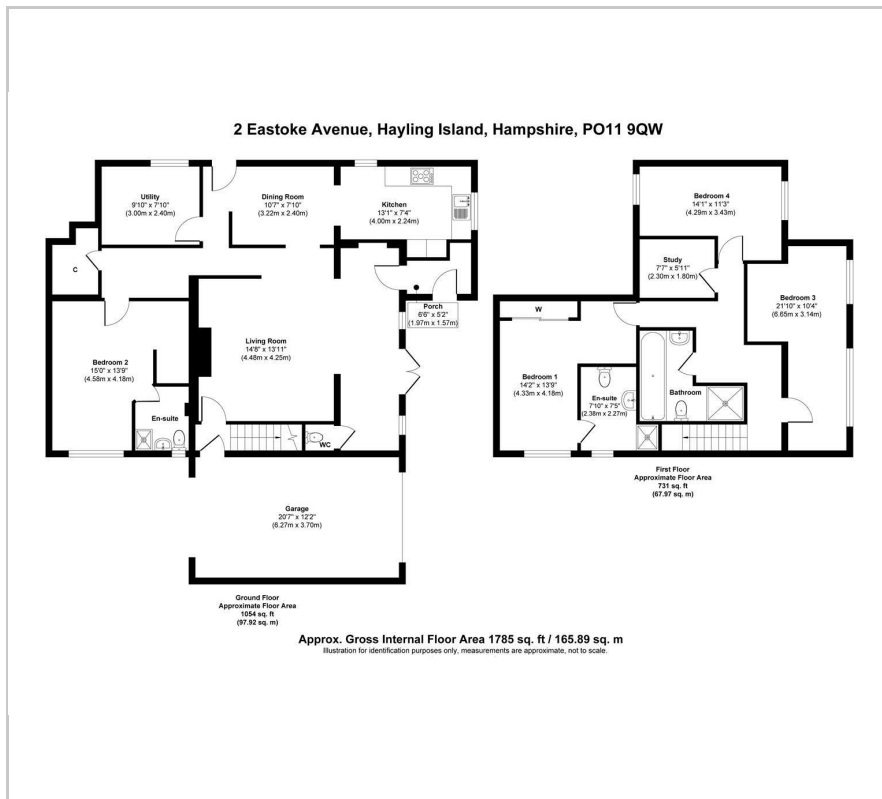 2 Eastoke Avenue, Hayling Island, Hampshire, PO11 9QW
Utility
9'10" x 7'10"
(3.00m x 2.40m)
Dining Room
10'7" x 7'10"
(3.22m x 2.40m)
Kitchen
13'1" x 7'4"
(4.00m x 2.24m)
C
Porch
6'6" x 5'2"
(1.97m x 1.57m)
Living Room
14'8" x 13'11"
(4.48m x 4.25m)
Bedroom 2
15'0" x 13'9"
(4.58m x 4.18m)
En-suite
WC
Garage
20'7" x 12'2"
(6.27m x 3.70m)
Ground Floor
Approximate Floor Area
1054 sq. ft
(97.92 sq. m)
Bedroom 4
14'1" x 11'3"
(4.29m x 3.43m)
Study
7'7" x 5'11"
(2.30m x 1.80m)
Bedroom 3
21'10" x 10'4"
(6.65m x 3.14m)
W
Bedroom 1
14'2" x 13'9"
(4.33m x 4.18m)
En-suite
7'10" x 7'5"
(2.38m x 2.27m)
Bathroom
First Floor
Approximate Floor Area
731 sq. ft
(67.97 sq. m)
Approx. Gross Internal Floor Area 1785 sq. ft / 165.89 sq. m
Illustration for identification purposes only, measurements are approximate, not to scale.